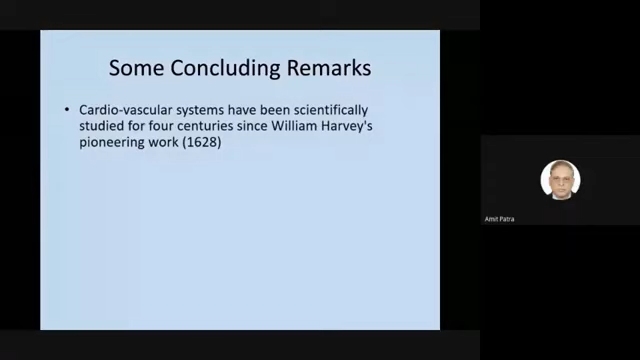 Some Concluding Remarks
• Cardio-vascular systems have been scientifically
studied for four centuries since William Harvey's
pioneering work (1628)
Amit Patra